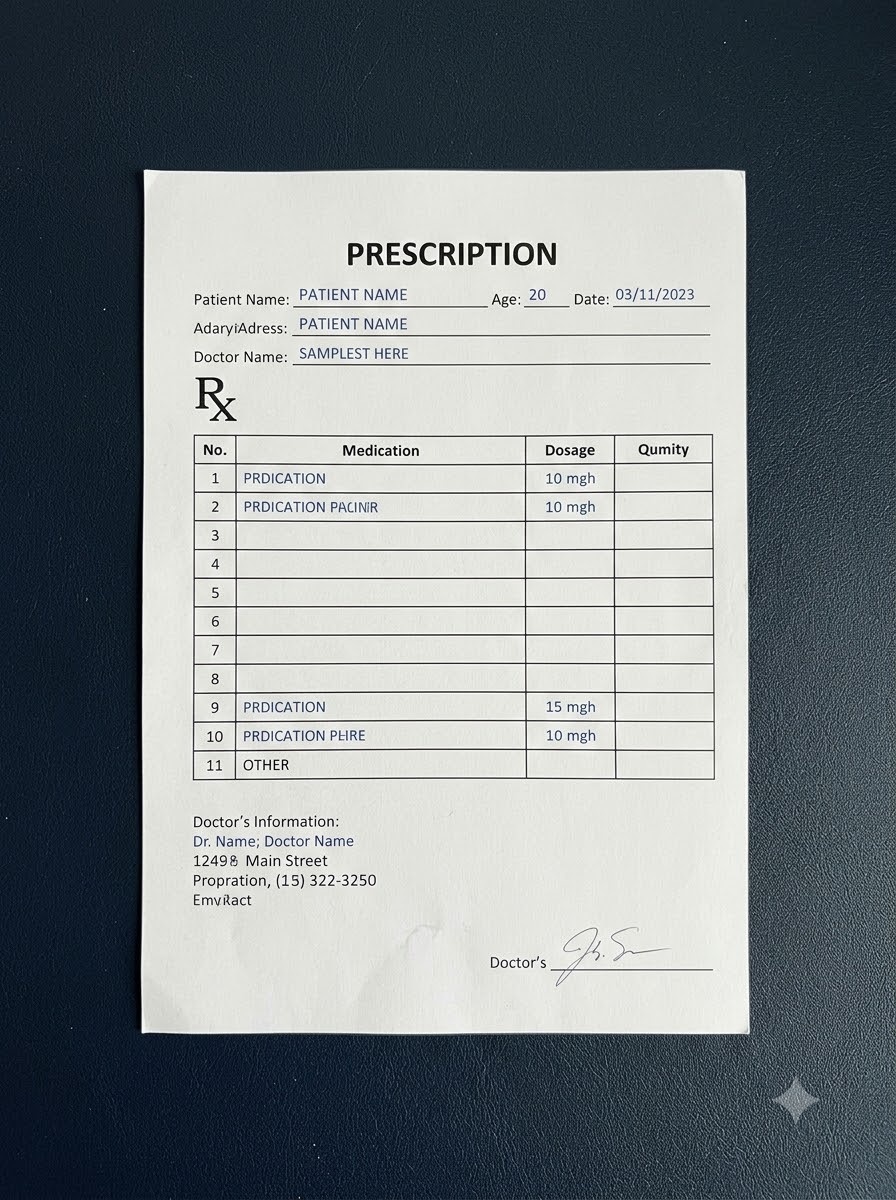 PRESCRIPTION
Patient Name: PATIENT NAME Age: 20 Date: 03/11/2023
AdaryiAdress: PATIENT NAME
Doctor Name: SAMPLEST HERE
Rx
No. Medication Dosage Qumity
1 PRDICATION 10 mgh
2 PRDICATION PACINIR 10 mgh
3
4
5
6
7
8
9 PRDICATION 15 mgh
10 PRDICATION 10 mgh
11 OTHER
Doctor's Information:
Dr. Name; Doctor Name
12498 Main Street
Propration, (15) 322-3250
EmviRact
Doctor's